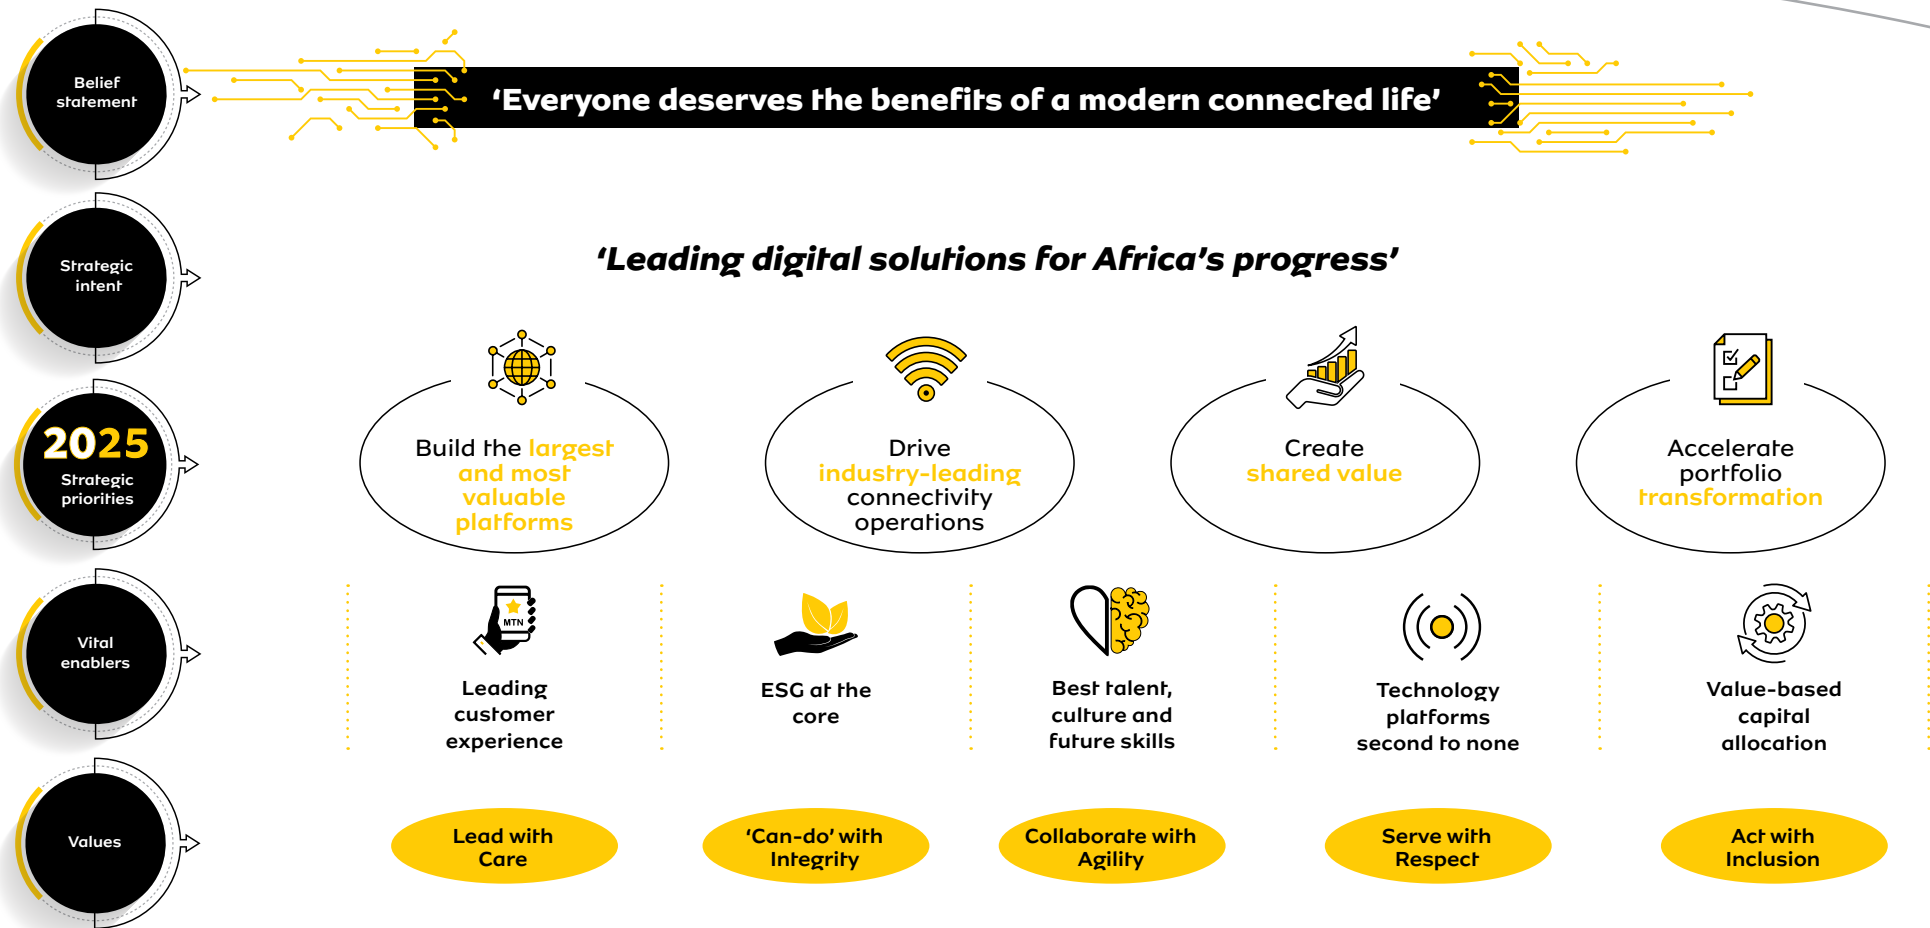 Belief
statement
‘Everyone deserves the benefits of a modern connected life’
Strategic
intent
‘Leading digital solutions for Africa’s progress’
2025
Strategic
priorities
Build the largest
and most
valuable
platforms
Drive
industry-leading
connectivity
operations
Create
shared value
Accelerate
portfolio
transformation
Vital
enablers
MTN
Leading
customer
experience
ESG at the
core
Best talent,
culture and
future skills
Technology
platforms
second to none
Value-based
capital
allocation
Values
Lead with
Care
‘Can-do’ with
Integrity
Collaborate with
Agility
Serve with
Respect
Act with
Inclusion